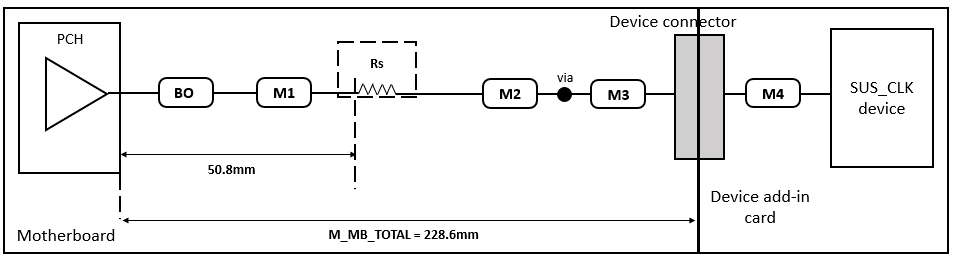 Device connector
PCH
Rs
BO
M1
M2
via
M3
M4
SUS_CLK
device
50.8mm
Device add-in
card
Motherboard
M_MB_TOTAL = 228.6mm